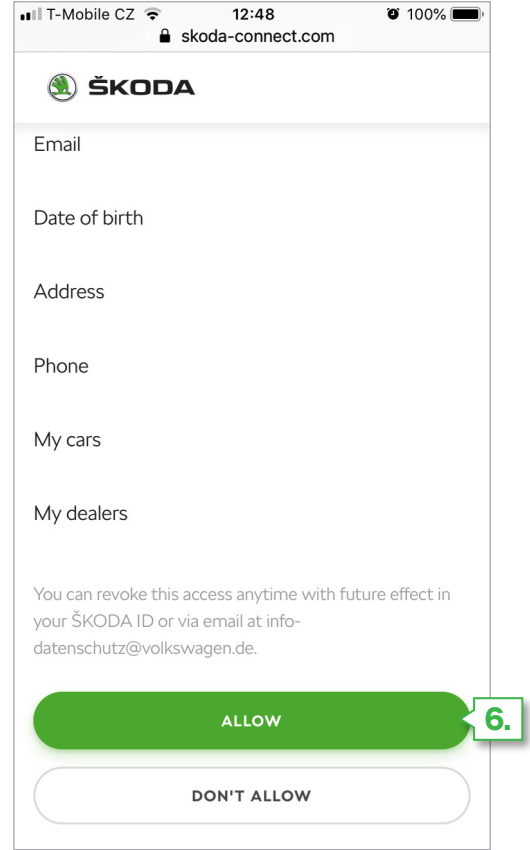 T-Mobile CZ 12:48 100%
skoda-connect.com
ŠKODA
Email
Date of birth
Address
Phone
My cars
My dealers
You can revoke this access anytime with future effect in
your ŠKODA ID or via email at info-
datenschutz@volkswagen.de.
ALLOW
6.
DON'T ALLOW